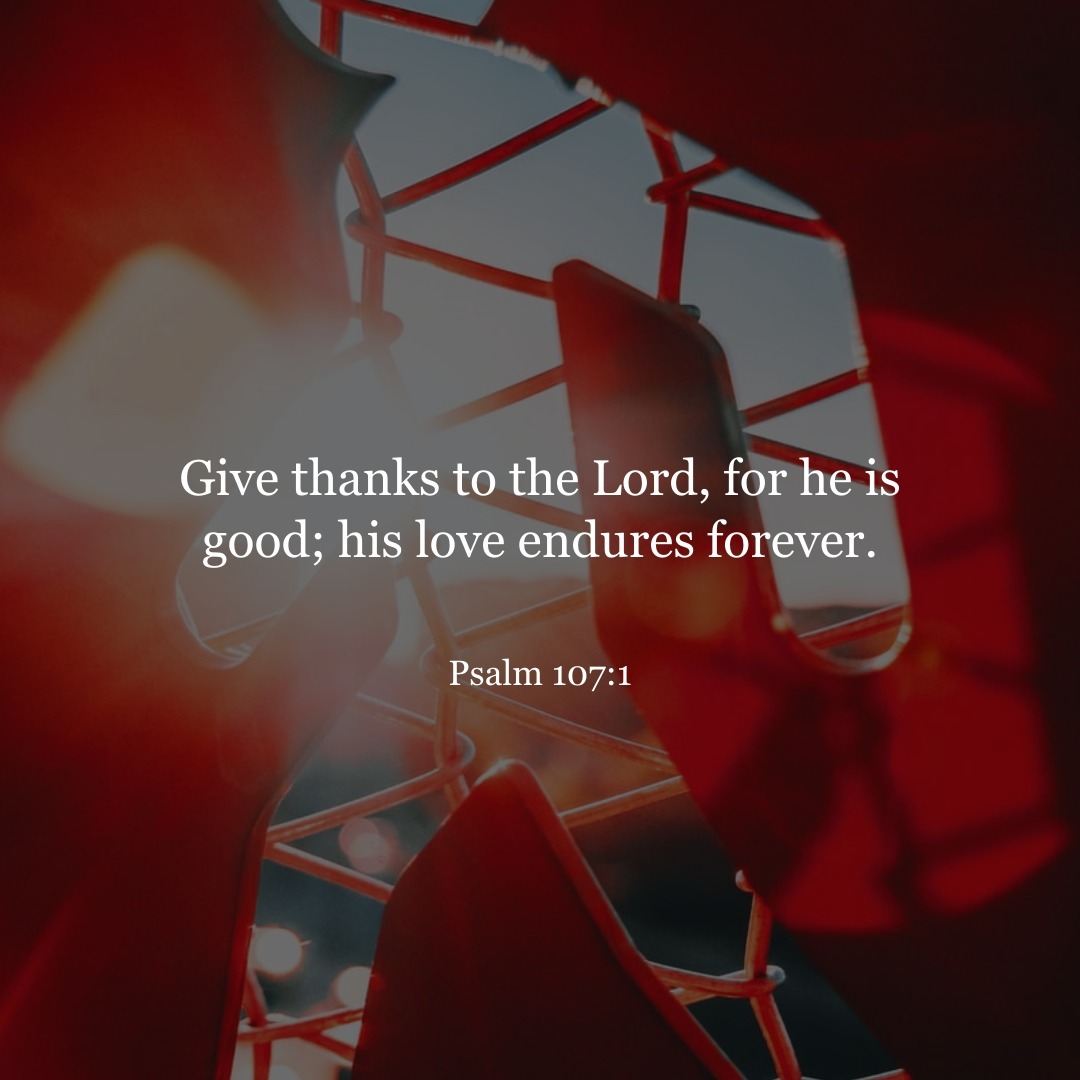 Give thanks to the Lord, for he is
good; his love endures forever.
Psalm 107:1